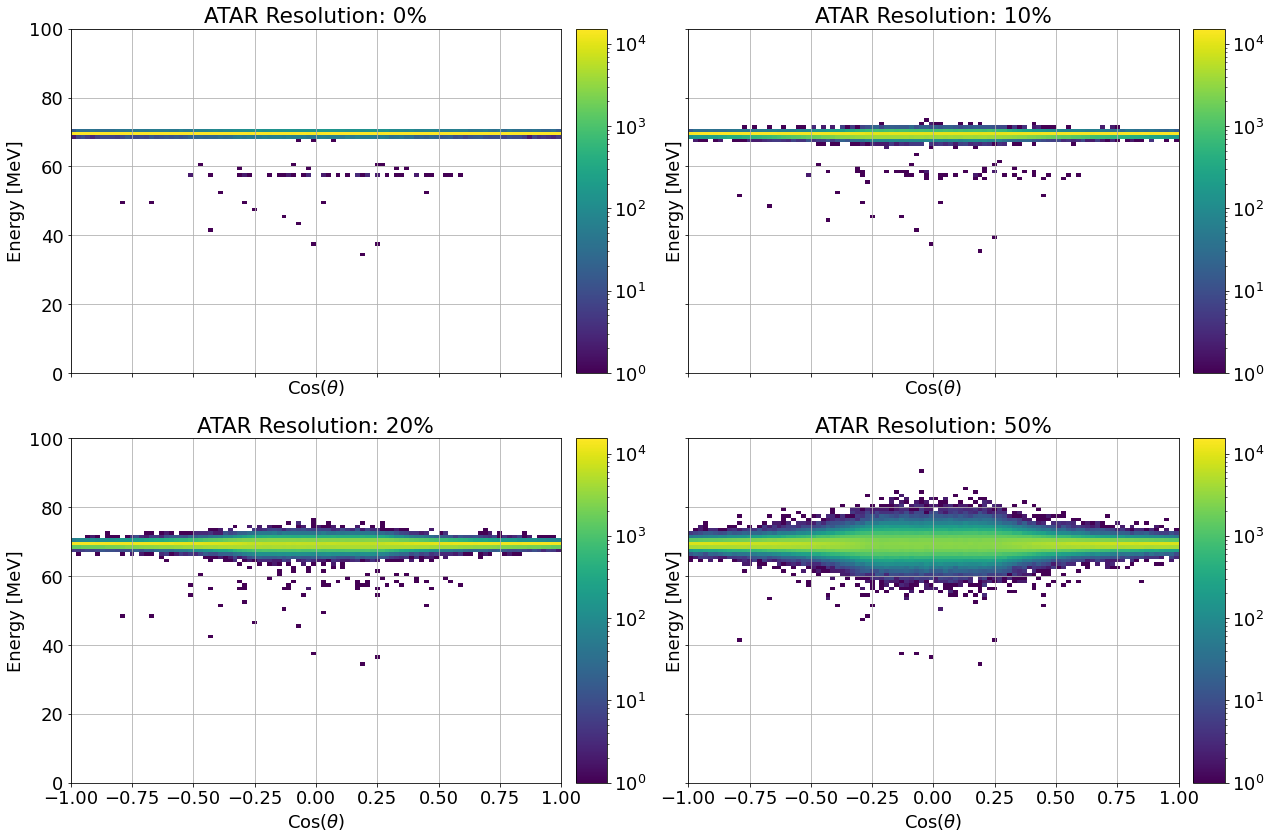 ATAR Resolution: 0%
100
80
60
40
20
0
Energy [MeV]
Cos(θ)
10⁴
10³
10²
10¹
10⁰
ATAR Resolution: 10%
Energy [MeV]
Cos(θ)
10⁴
10³
10²
10¹
10⁰
ATAR Resolution: 20%
100
80
60
40
20
0
Energy [MeV]
−1.00 −0.75 −0.50 −0.25 0.00 0.25 0.50 0.75 1.00
Cos(θ)
10⁴
10³
10²
10¹
10⁰
ATAR Resolution: 50%
Energy [MeV]
−1.00 −0.75 −0.50 −0.25 0.00 0.25 0.50 0.75 1.00
Cos(θ)
10⁴
10³
10²
10¹
10⁰